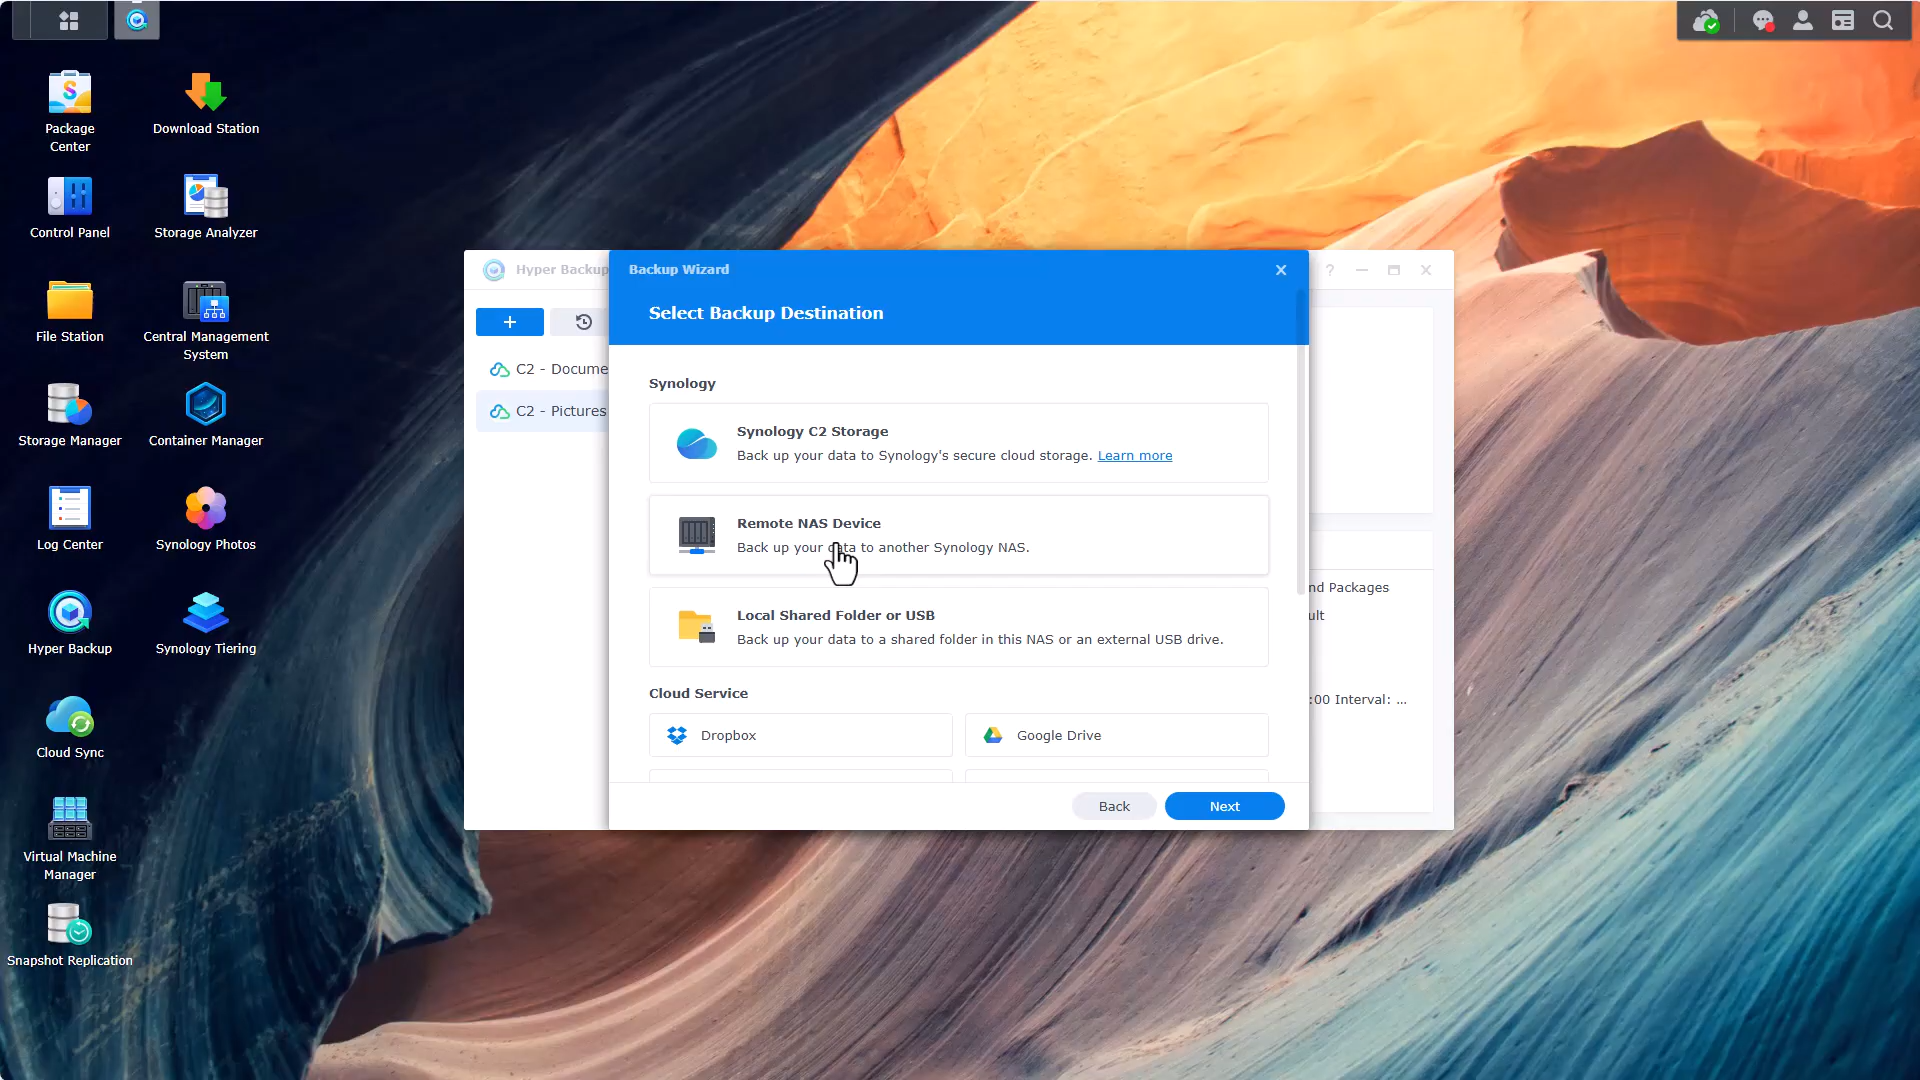 Package
Center
Download Station
Control Panel
Storage Analyzer
File Station
Central Management
System
Storage Manager
Container Manager
Log Center
Synology Photos
Hyper Backup
Synology Tiering
Cloud Sync
Virtual Machine
Manager
Snapshot Replication
Hyper Backup
C2 - Docume
C2 - Pictures
Backup Wizard
Select Backup Destination
Synology
Synology C2 Storage
Back up your data to Synology's secure cloud storage. Learn more
Remote NAS Device
Back up your data to another Synology NAS.
Local Shared Folder or USB
Back up your data to a shared folder in this NAS or an external USB drive.
Cloud Service
Dropbox
Google Drive
Back
Next
?
nd Packages
ult
:00 Interval: ...